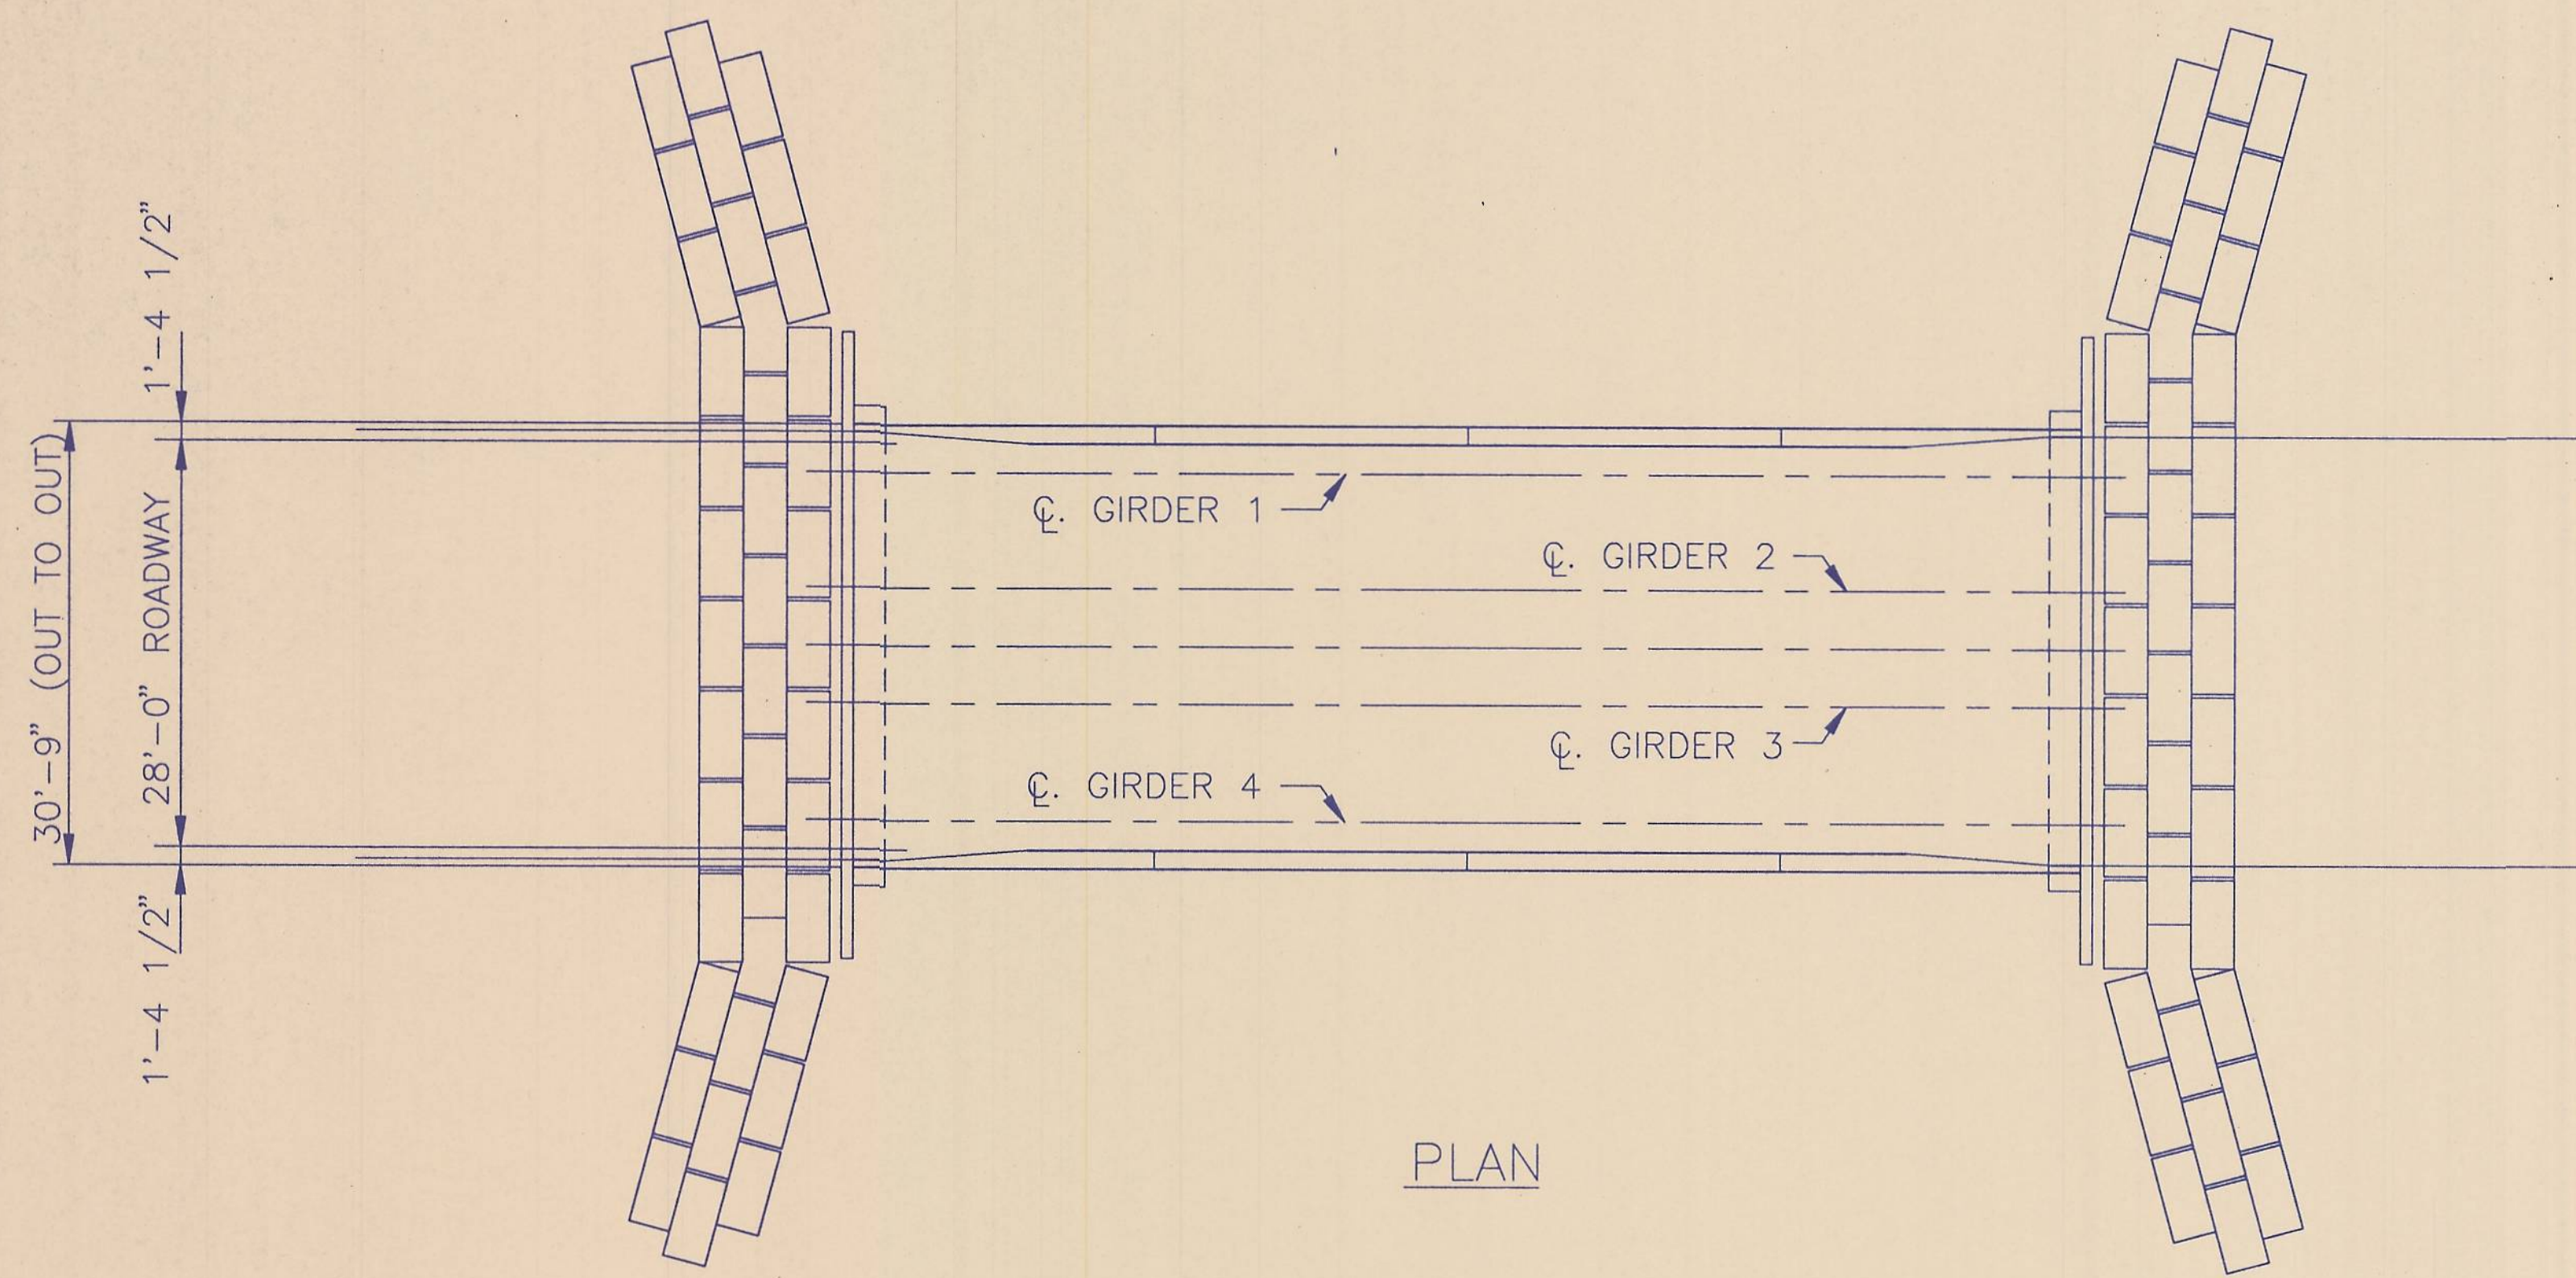 1'-4 1/2"
30'-9" (OUT TO OUT)
28'-0" ROADWAY
1'-4 1/2"
℄. GIRDER 1
℄. GIRDER 2
℄. GIRDER 3
℄. GIRDER 4
PLAN